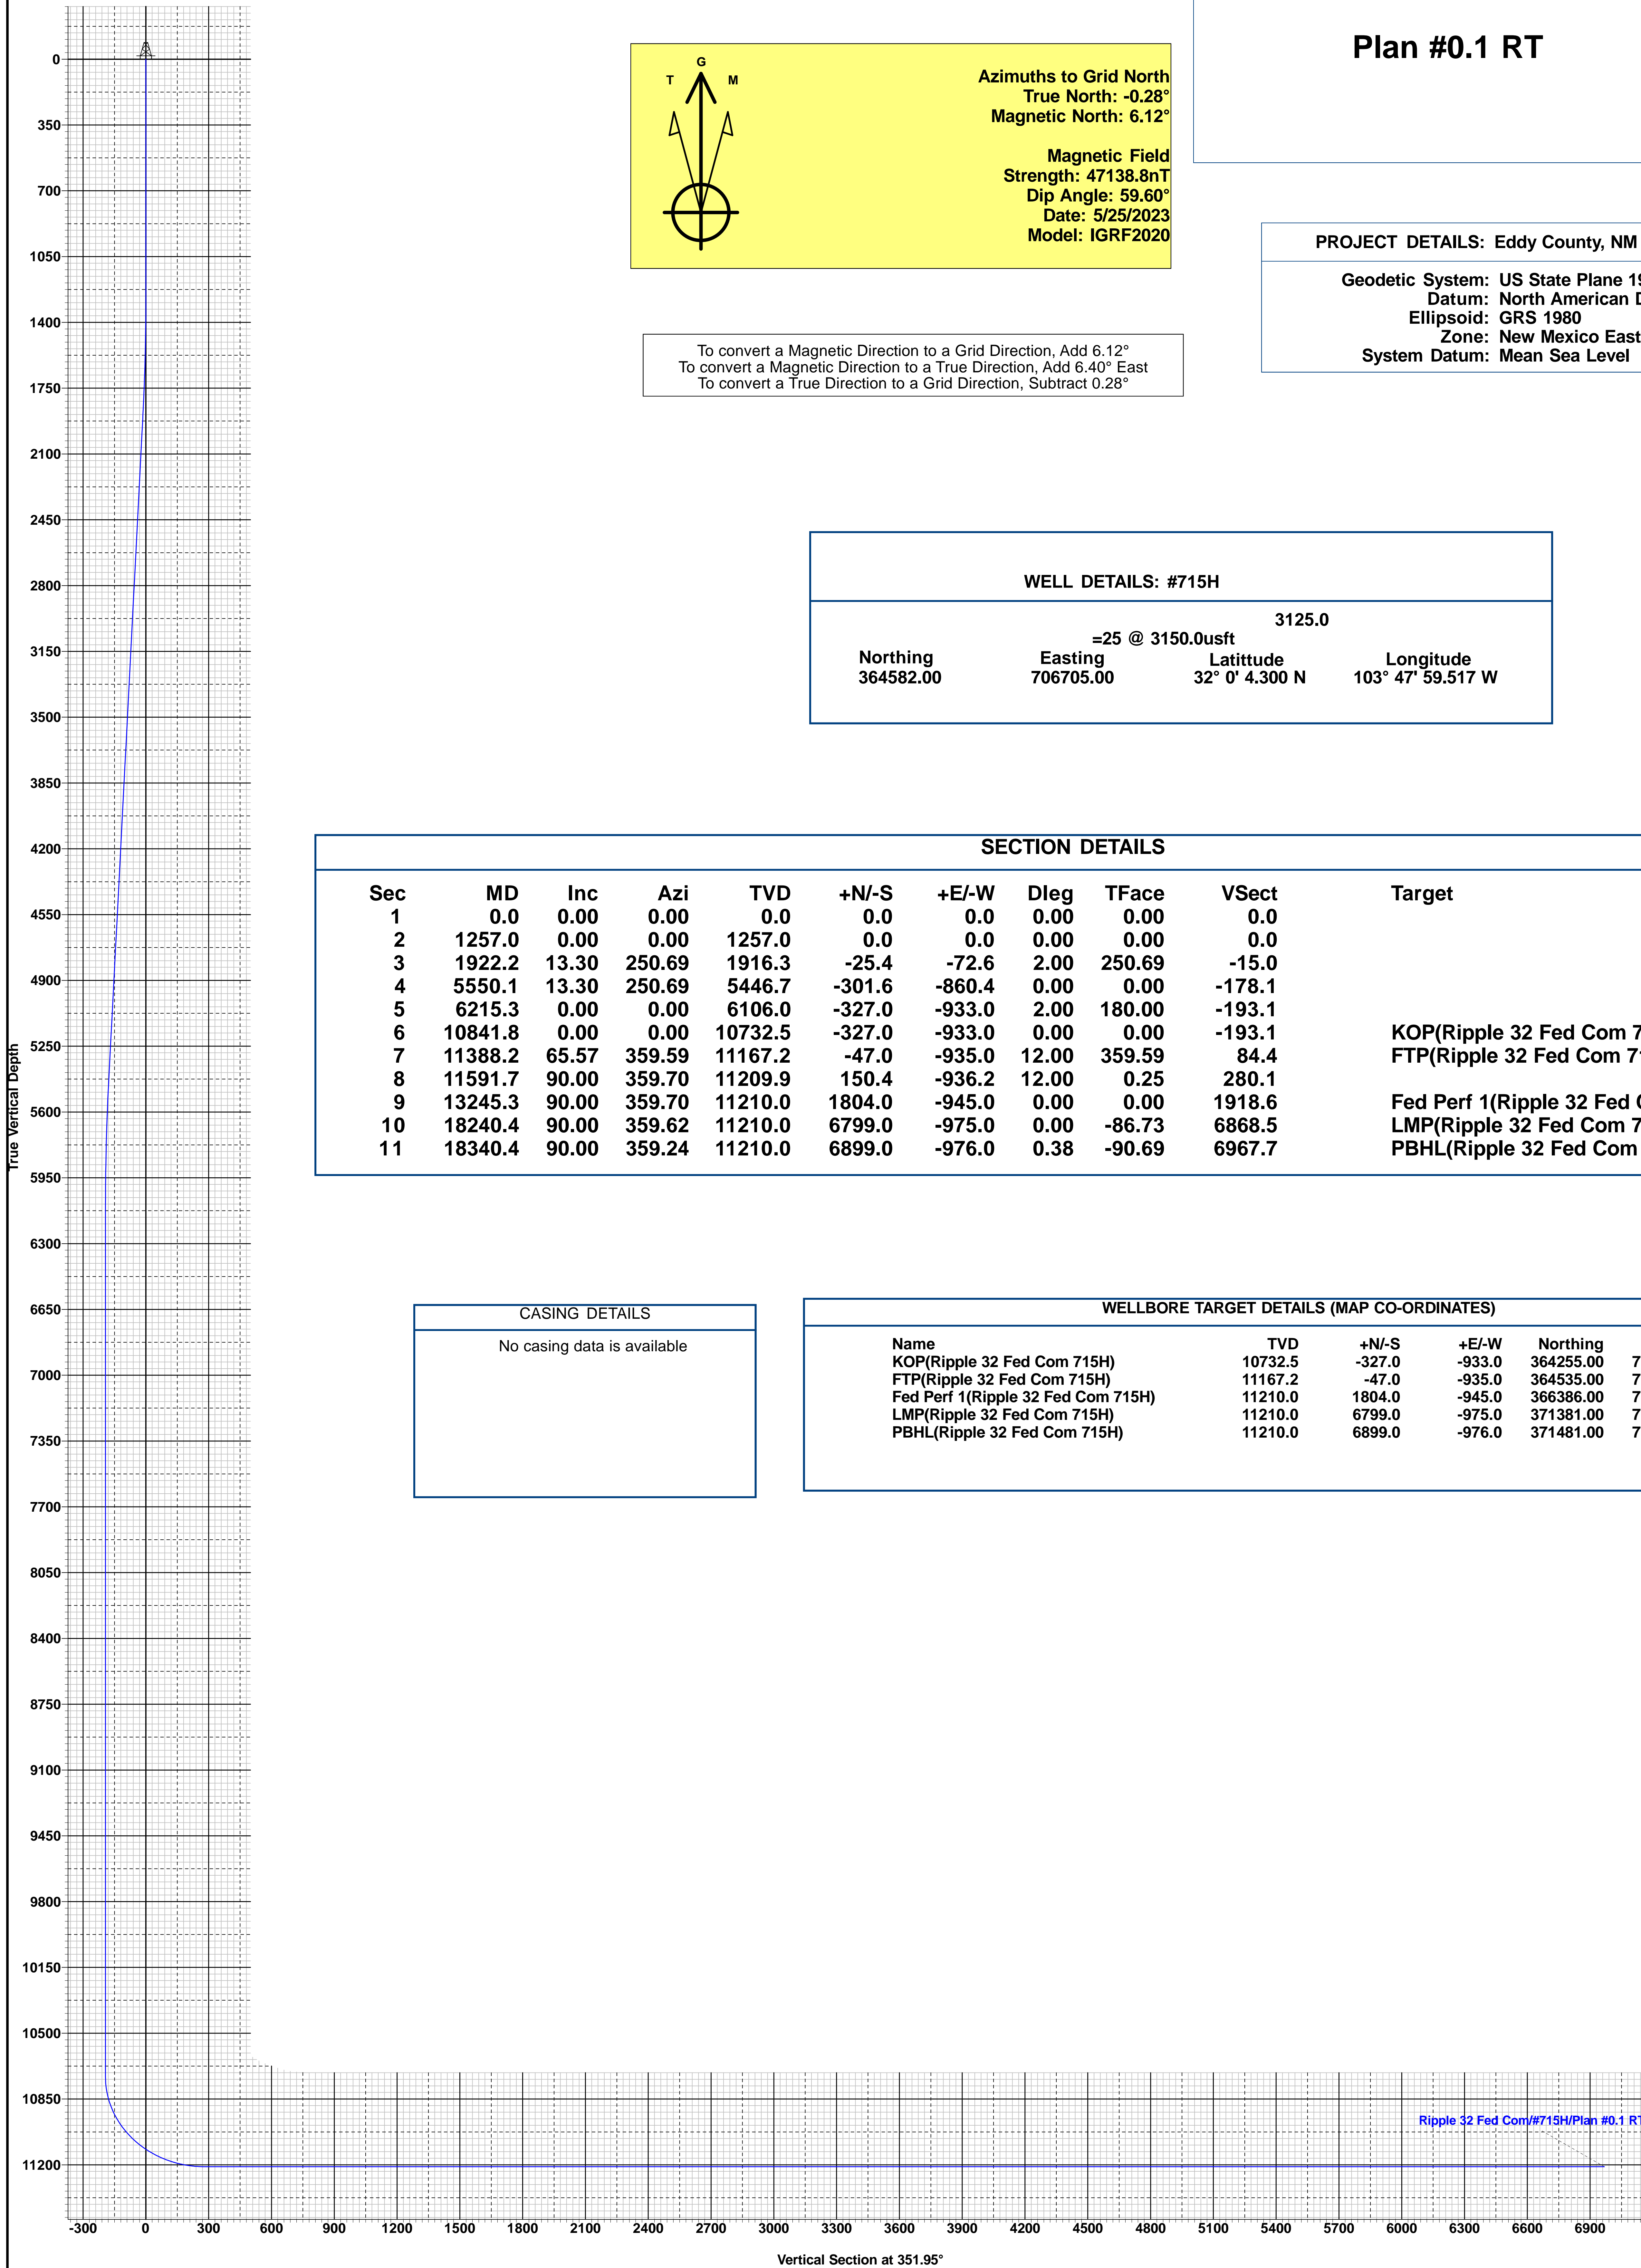 Plan #0.1 RT
T G M
Azimuths to Grid North
True North: -0.28°
Magnetic North: 6.12°
Magnetic Field
Strength: 47138.8nT
Dip Angle: 59.60°
Date: 5/25/2023
Model: IGRF2020
PROJECT DETAILS: Eddy County, NM
Geodetic System: US State Plane 19
Datum: North American D
Ellipsoid: GRS 1980
Zone: New Mexico East
System Datum: Mean Sea Level
To convert a Magnetic Direction to a Grid Direction, Add 6.12°
To convert a Magnetic Direction to a True Direction, Add 6.40° East
To convert a True Direction to a Grid Direction, Subtract 0.28°
WELL DETAILS: #715H
3125.0
=25 @ 3150.0usft
Northing Easting Latittude Longitude
364582.00 706705.00 32° 0' 4.300 N 103° 47' 59.517 W
SECTION DETAILS
Sec MD Inc Azi TVD +N/-S +E/-W Dleg TFace VSect Target
1 0.0 0.00 0.00 0.0 0.0 0.0 0.00 0.00 0.0
2 1257.0 0.00 0.00 1257.0 0.0 0.0 0.00 0.00 0.0
3 1922.2 13.30 250.69 1916.3 -25.4 -72.6 2.00 250.69 -15.0
4 5550.1 13.30 250.69 5446.7 -301.6 -860.4 0.00 0.00 -178.1
5 6215.3 0.00 0.00 6106.0 -327.0 -933.0 2.00 180.00 -193.1
6 10841.8 0.00 0.00 10732.5 -327.0 -933.0 0.00 0.00 -193.1 KOP(Ripple 32 Fed Com 7
7 11388.2 65.57 359.59 11167.2 -47.0 -935.0 12.00 359.59 84.4 FTP(Ripple 32 Fed Com 71
8 11591.7 90.00 359.70 11209.9 150.4 -936.2 12.00 0.25 280.1
9 13245.3 90.00 359.70 11210.0 1804.0 -945.0 0.00 0.00 1918.6 Fed Perf 1(Ripple 32 Fed C
10 18240.4 90.00 359.62 11210.0 6799.0 -975.0 0.00 -86.73 6868.5 LMP(Ripple 32 Fed Com 7
11 18340.4 90.00 359.24 11210.0 6899.0 -976.0 0.38 -90.69 6967.7 PBHL(Ripple 32 Fed Com
CASING DETAILS
No casing data is available
WELLBORE TARGET DETAILS (MAP CO-ORDINATES)
Name TVD +N/-S +E/-W Northing
KOP(Ripple 32 Fed Com 715H) 10732.5 -327.0 -933.0 364255.00 7
FTP(Ripple 32 Fed Com 715H) 11167.2 -47.0 -935.0 364535.00 7
Fed Perf 1(Ripple 32 Fed Com 715H) 11210.0 1804.0 -945.0 366386.00 7
LMP(Ripple 32 Fed Com 715H) 11210.0 6799.0 -975.0 371381.00 7
PBHL(Ripple 32 Fed Com 715H) 11210.0 6899.0 -976.0 371481.00 7
True Vertical Depth
0
350
700
1050
1400
1750
2100
2450
2800
3150
3500
3850
4200
4550
4900
5250
5600
5950
6300
6650
7000
7350
7700
8050
8400
8750
9100
9450
9800
10150
10500
10850
11200
Ripple 32 Fed Com/#715H/Plan #0.1 RT
-300 0 300 600 900 1200 1500 1800 2100 2400 2700 3000 3300 3600 3900 4200 4500 4800 5100 5400 5700 6000 6300 6600 6900
Vertical Section at 351.95°